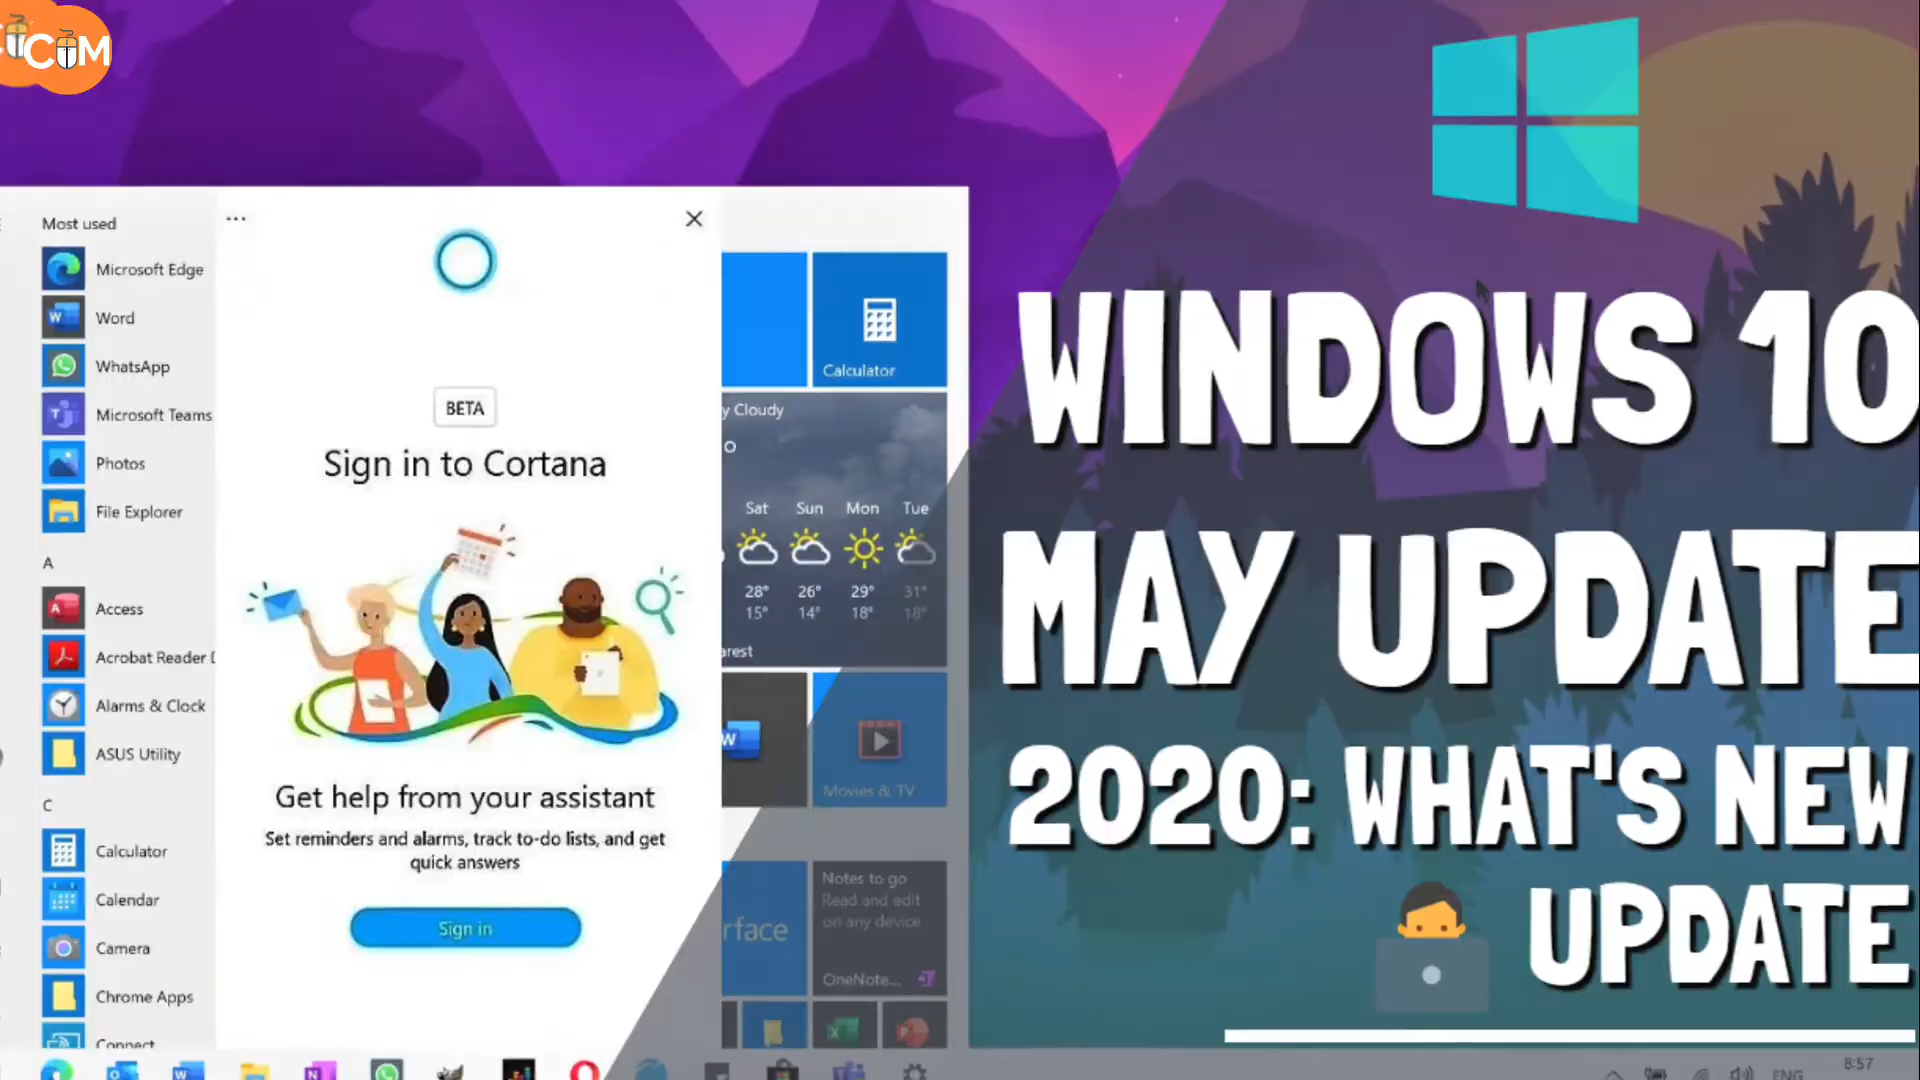 CM
Most used
Microsoft Edge
Word
WhatsApp
Microsoft Teams
Photos
File Explorer
A
Access
Acrobat Reader
Alarms & Clock
ASUS Utility
C
Calculator
Calendar
Camera
Chrome Apps
Connect
BETA
Sign in to Cortana
Get help from your assistant
Set reminders and alarms, track to-do lists, and get
quick answers
Sign in
Calculator
y Cloudy
Sat Sun Mon Tue
28° 26° 29° 31°
15° 14° 18° 18°
arest
Movies & TV
rface
Notes to go
Read and edit
on any device
OneNote...
WINDOWS 10
MAY UPDATE
2020: WHAT'S NEW
UPDATE
8:57
ENG